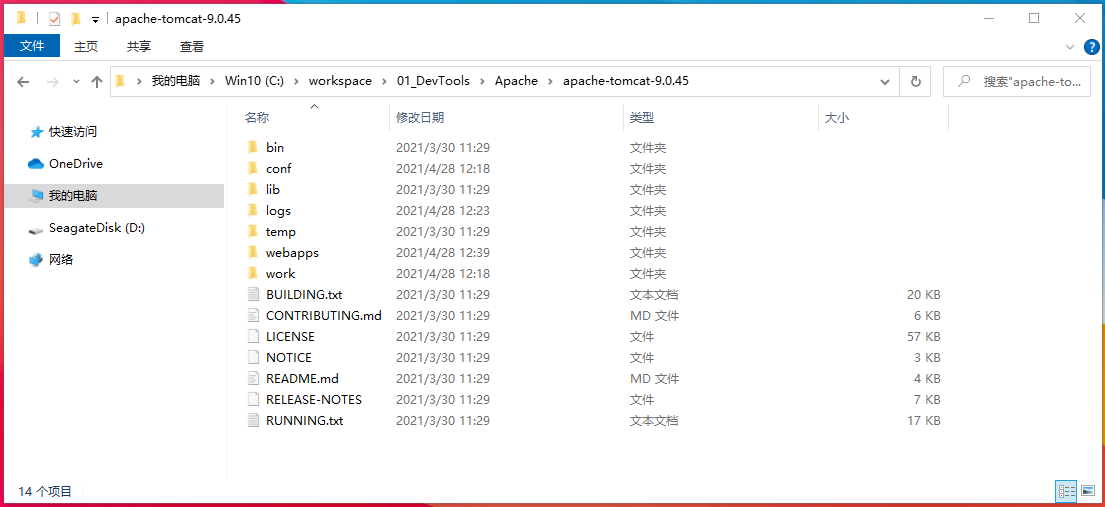 apache-tomcat-9.0.45
文件 主页 共享 查看
我的电脑 Win10 (C:) workspace 01_DevTools Apache apache-tomcat-9.0.45 搜索"apache-to...
快速访问
OneDrive
我的电脑
SeagateDisk (D:)
网络
名称 修改日期 类型 大小
bin 2021/3/30 11:29 文件夹
conf 2021/4/28 12:18 文件夹
lib 2021/3/30 11:29 文件夹
logs 2021/4/28 12:23 文件夹
temp 2021/3/30 11:29 文件夹
webapps 2021/4/28 12:39 文件夹
work 2021/4/28 12:18 文件夹
BUILDING.txt 2021/3/30 11:29 文本文档 20 KB
CONTRIBUTING.md 2021/3/30 11:29 MD 文件 6 KB
LICENSE 2021/3/30 11:29 文件 57 KB
NOTICE 2021/3/30 11:29 文件 3 KB
README.md 2021/3/30 11:29 MD 文件 4 KB
RELEASE-NOTES 2021/3/30 11:29 文件 7 KB
RUNNING.txt 2021/3/30 11:29 文本文档 17 KB
14 个项目